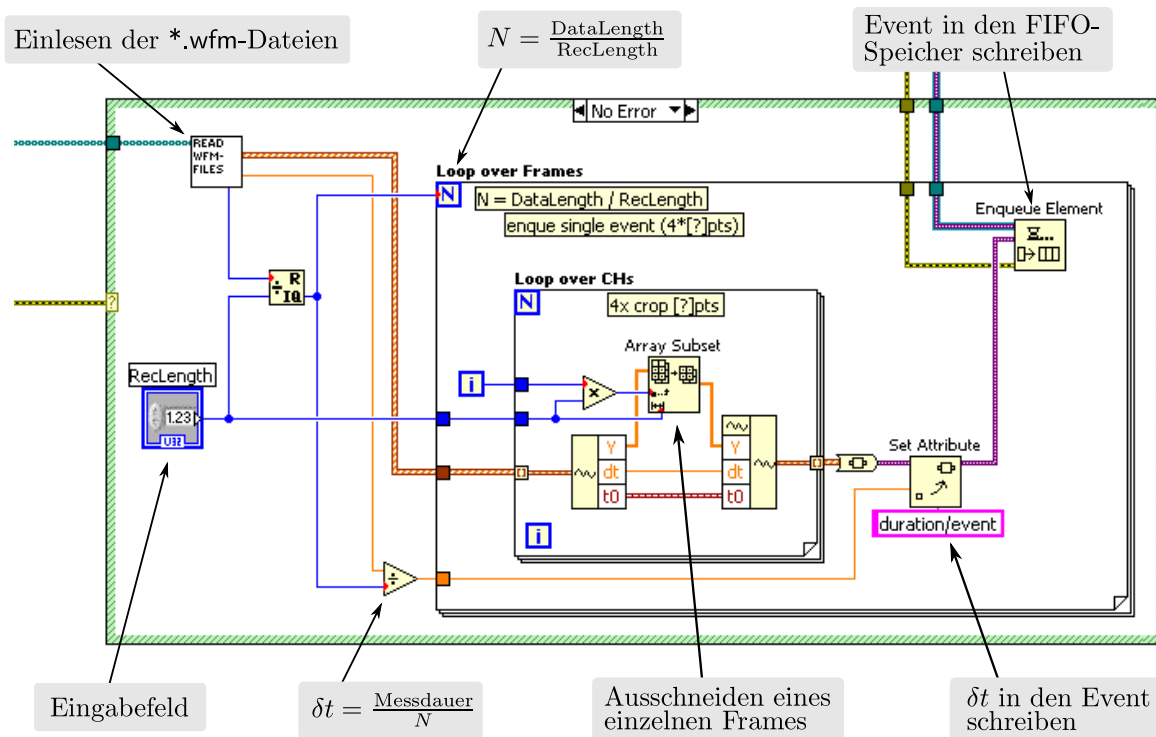 Einlesen der *.wfm-Dateien
N = DataLength / RecLength
Event in den FIFO-
Speicher schreiben
No Error
READ
WFM-
FILES
Loop over Frames
N
N = DataLength / RecLength
enque single event (4*[?]pts)
Enqueue Element
?
R
IQ
Loop over CHs
N
4x crop [?]pts
Array Subset
RecLength
1.23
U32
i
x
Y
dt
t0
Y
dt
t0
i
Set Attribute
duration/event
÷
Eingabefeld
δt = Messdauer / N
Ausschneiden eines
einzelnen Frames
δt in den Event
schreiben